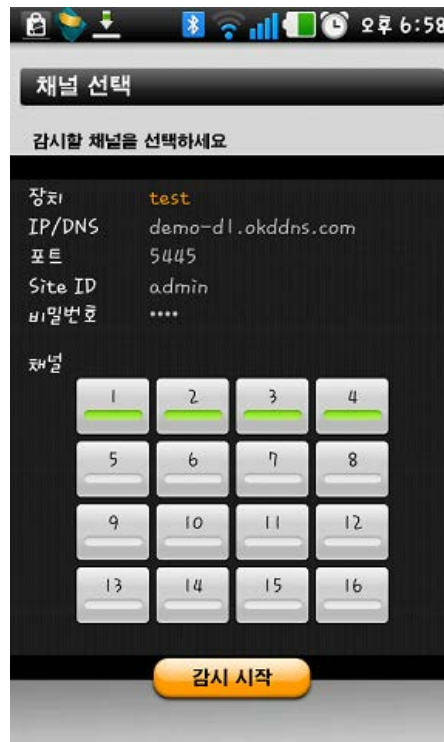 오후 6:58
채널 선택
감시할 채널을 선택하세요
장치 test
IP/DNS demo-d1.okddns.com
포트 5445
Site ID admin
비밀번호 ••••
채널
1 2 3 4
5 6 7 8
9 10 11 12
13 14 15 16
감시 시작